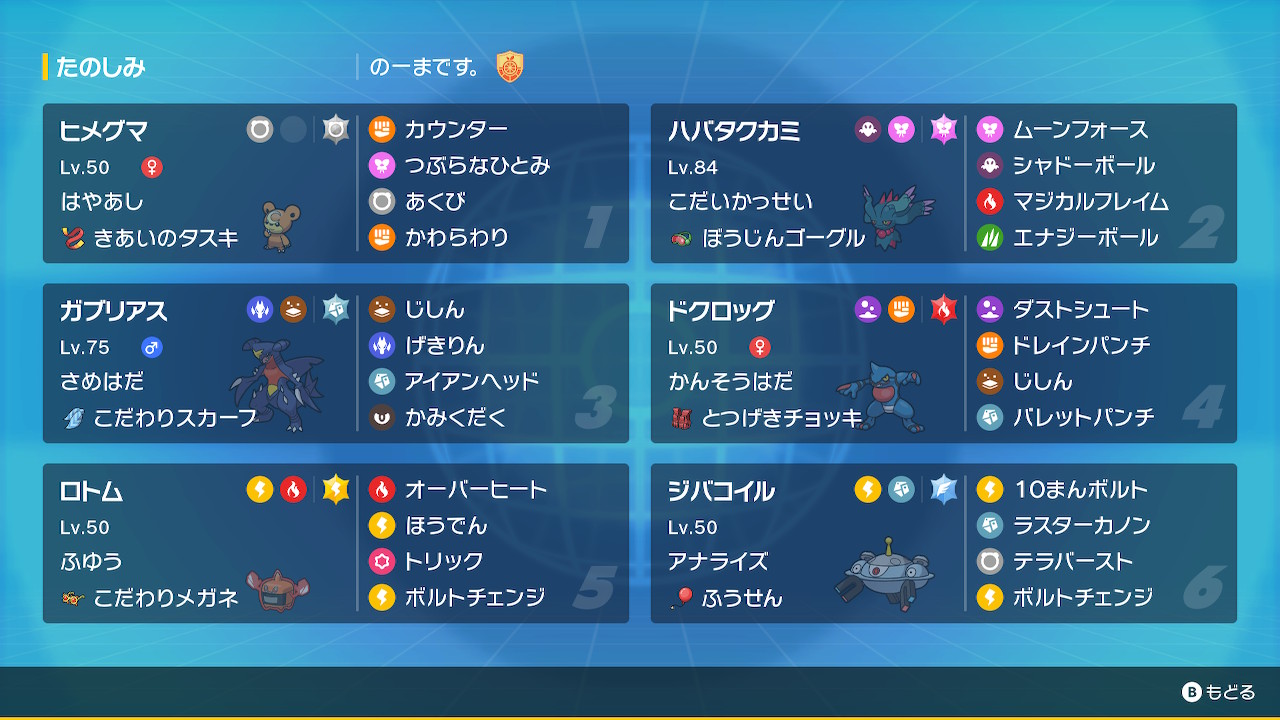 たのしみ
のーまです。
ヒメグマ
Lv.50
はやあし
きあいのタスキ
カウンター
つぶらなひとみ
あくび
かわらわり
1
ハバタクカミ
Lv.84
こだいかっせい
ぼうじんゴーグル
ムーンフォース
シャドーボール
マジカルフレイム
エナジーボール
2
ガブリアス
Lv.75
さめはだ
こだわりスカーフ
じしん
げきりん
アイアンヘッド
かみくだく
3
ドクロッグ
Lv.50
かんそうはだ
とつげきチョッキ
ダストシュート
ドレインパンチ
じしん
バレットパンチ
4
ロトム
Lv.50
ふゆう
こだわりメガネ
オーバーヒート
ほうでん
トリック
ボルトチェンジ
5
ジバコイル
Lv.50
アナライズ
ふうせん
10まんボルト
ラスターカノン
テラバースト
ボルトチェンジ
6
B もどる